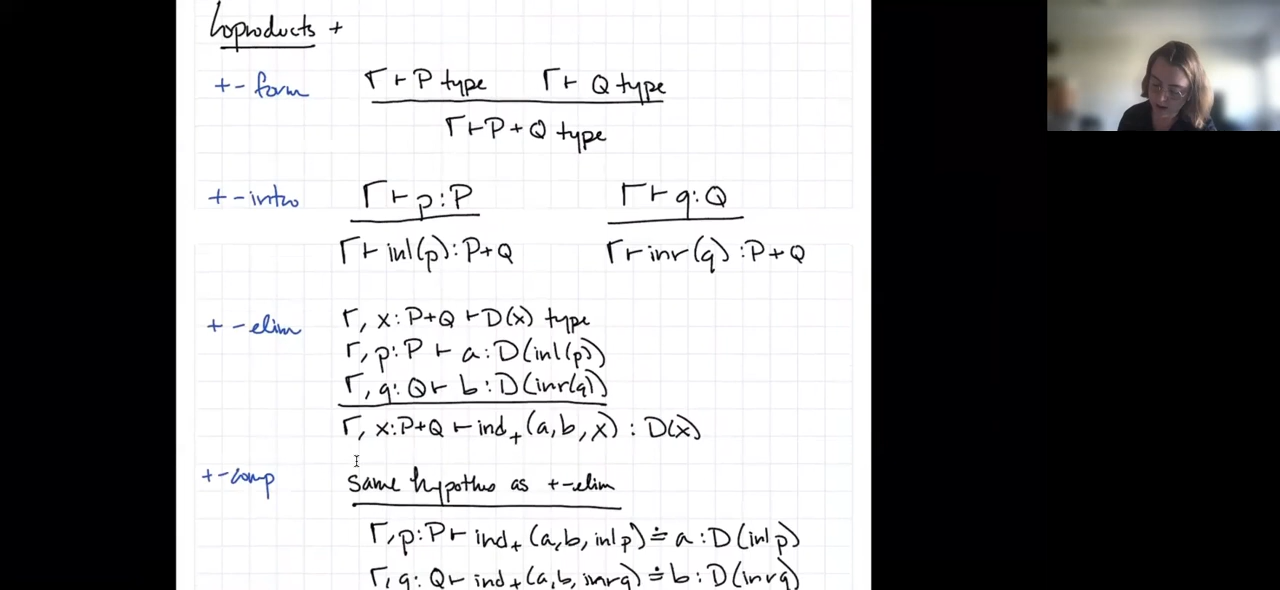 Coproducts +
+-form Γ ⊢ P type Γ ⊢ Q type
Γ ⊢ P + Q type
+-intro Γ ⊢ p : P Γ ⊢ q : Q
Γ ⊢ inl(p) : P+Q Γ ⊢ inr(q) : P+Q
+-elim Γ, x : P+Q ⊢ D(x) type
Γ, p : P ⊢ a : D(inl(p))
Γ, q : Q ⊢ b : D(inr(q))
Γ, x : P+Q ⊢ ind₊(a, b, x) : D(x)
+-comp same hypothes as +-elim
Γ, p : P ⊢ ind₊(a, b, inl p) ≐ a : D(inl p)
Γ, q : Q ⊢ ind₊(a, b, inr q) ≐ b : D(inr q)